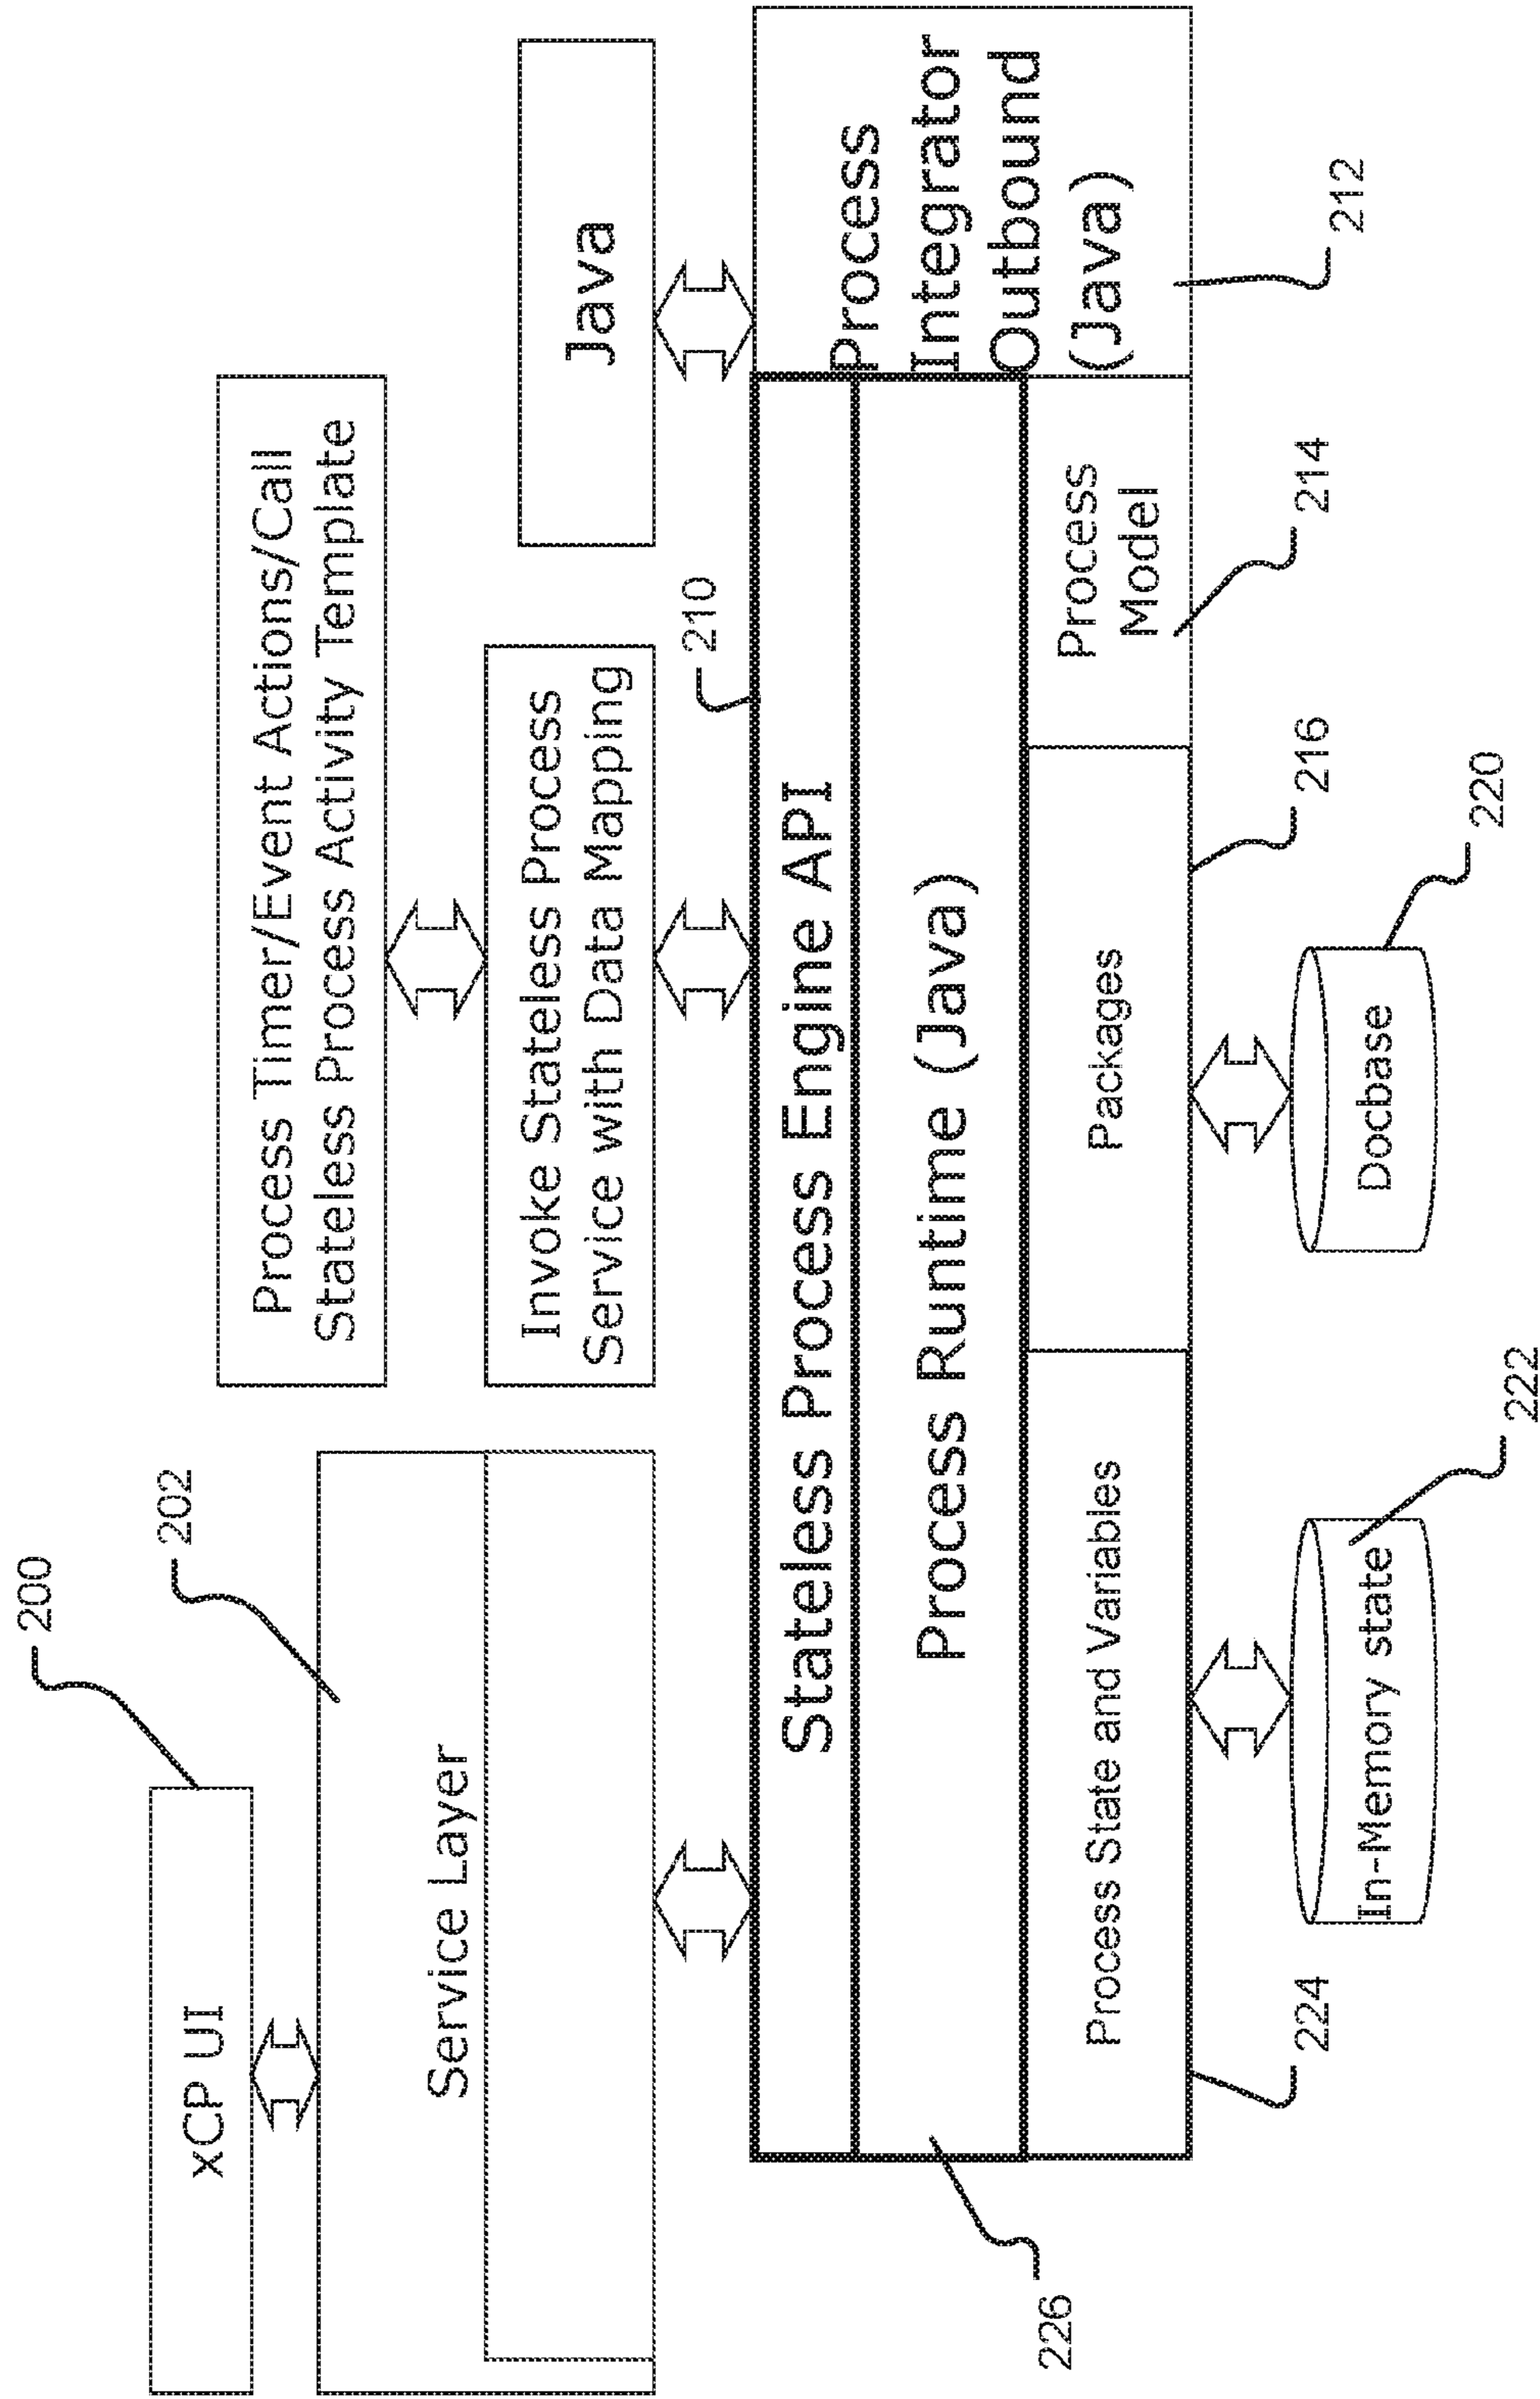 200
xCP UI
202
Service Layer
Process Timer/Event Actions/Call
Stateless Process Activity Template
Invoke Stateless Process
Service with Data Mapping
Java
210
Stateless Process Engine API
Process Runtime (Java)
226
Process
Integrator
Outbound
(Java)
212
Process State and Variables
Packages
Process
Model
224
216
214
In-Memory state
222
Docbase
220